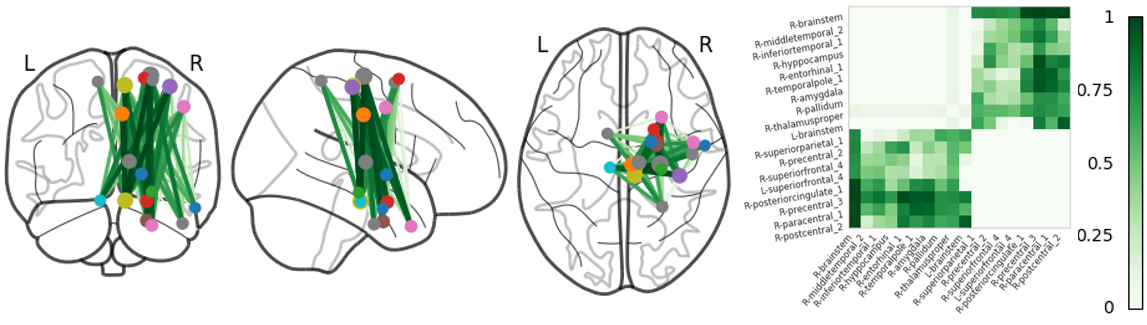 L
R
L
R
R-brainstem
R-middletemporal_2
R-inferiortemporal_1
R-hyppocampus
R-entorhinal_1
R-temporalpole_1
R-amygdala
R-pallidum
R-thalamusproper
L-brainstem
R-superiorparietal_1
R-precentral_2
R-superiorfrontal_4
L-superiorfrontal_4
R-posteriorcingulate_1
R-precentral_3
R-paracentral_1
R-postcentral_2
R-brainstem
R-middletemporal_2
R-inferiortemporal_1
R-hyppocampus
R-entorhinal_1
R-temporalpole_1
R-amygdala
R-pallidum
R-thalamusproper
L-brainstem
R-superiorparietal_1
R-precentral_2
R-superiorfrontal_4
L-superiorfrontal_4
R-posteriorcingulate_1
R-precentral_3
R-paracentral_1
R-postcentral_2
1
0.75
0.5
0.25
0